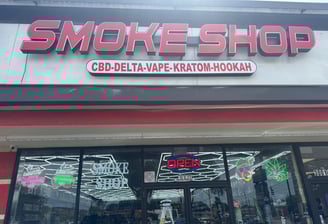 SMOKE SHOP
CBD-DELTA-VAPE-KRATOM-HOOKAH
SMOKE
SHOP
OPEN